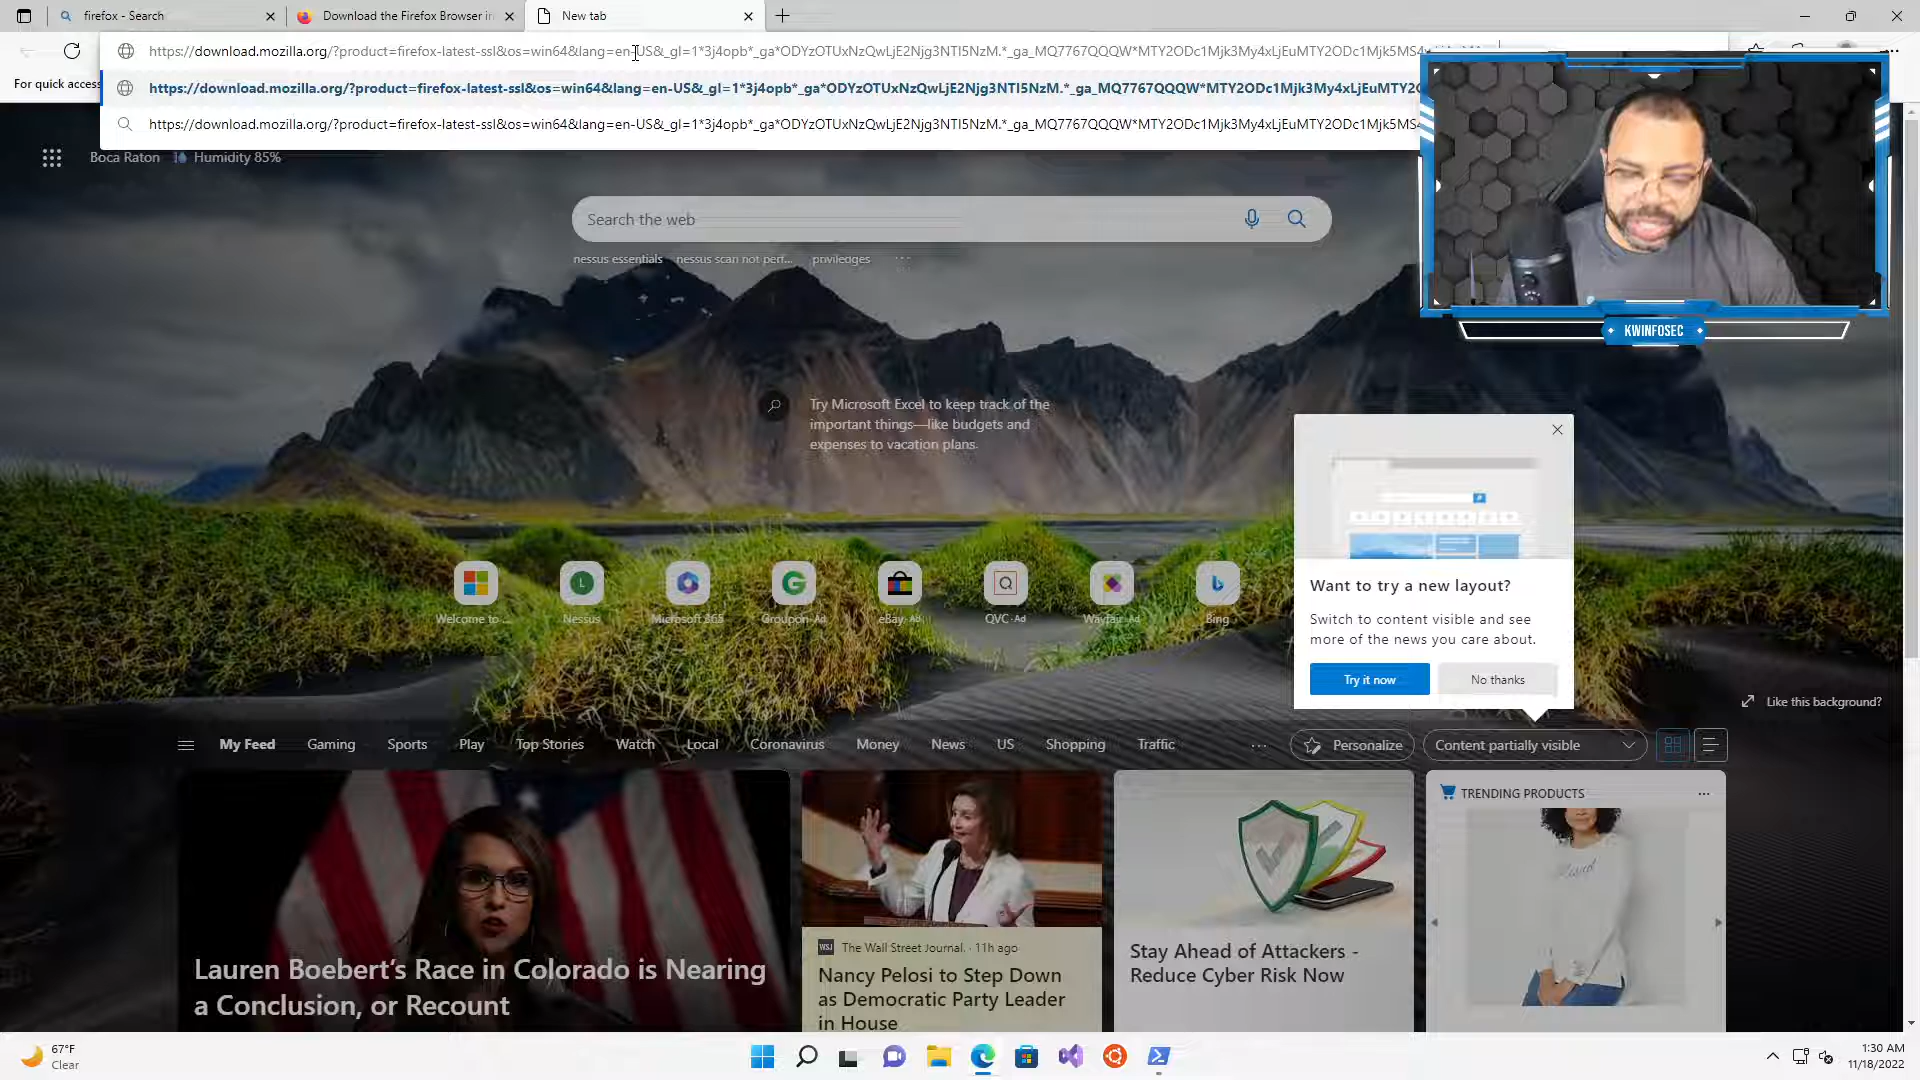 firefox - Search
Download the Firefox Browser in
New tab
https://download.mozilla.org/?product=firefox-latest-ssl&os=win64&lang=en-US&_gl=1*3j4opb*_ga*ODYzOTUxNzQwLjE2Njg3NTI5NzM.*_ga_MQ7767QQQW*MTY2ODc1Mjk3My4xLjEuMTY2ODc1Mjk5MS4
For quick access
https://download.mozilla.org/?product=firefox-latest-ssl&os=win64&lang=en-US&_gl=1*3j4opb*_ga*ODYzOTUxNzQwLjE2Njg3NTI5NzM.*_ga_MQ7767QQQW*MTY2ODc1Mjk3My4xLjEuMTY2O
https://download.mozilla.org/?product=firefox-latest-ssl&os=win64&lang=en-US&_gl=1*3j4opb*_ga*ODYzOTUxNzQwLjE2Njg3NTI5NzM.*_ga_MQ7767QQQW*MTY2ODc1Mjk3My4xLjEuMTY2ODc1Mjk5MS4
Boca Raton
Humidity 85%
Search the web
nessus essentials
nessus scan not perf...
priviledges
KWINFOSEC
Try Microsoft Excel to keep track of the
important things—like budgets and
expenses to vacation plans.
Want to try a new layout?
Switch to content visible and see
more of the news you care about.
Try it now
No thanks
L
Welcome to ...
Nessus
Microsoft 365
Groupon · Ad
eBay · Ad
QVC · Ad
Wayfair · Ad
Bing
Like this background?
My Feed
Gaming
Sports
Play
Top Stories
Watch
Local
Coronavirus
Money
News
US
Shopping
Traffic
...
Personalize
Content partially visible
TRENDING PRODUCTS
...
Loved
WSJ
The Wall Street Journal. · 11h ago
Lauren Boebert's Race in Colorado is Nearing
a Conclusion, or Recount
Nancy Pelosi to Step Down
as Democratic Party Leader
in House
Stay Ahead of Attackers -
Reduce Cyber Risk Now
67°F
Clear
1:30 AM
11/18/2022